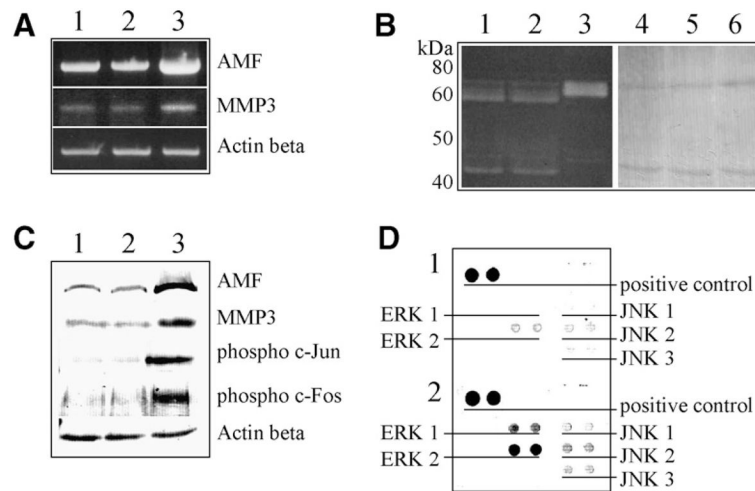 A
1 2 3
AMF
MMP3
Actin beta
B
kDa
1 2 3 4 5 6
80
60
50
40
C
1 2 3
AMF
MMP3
phospho c-Jun
phospho c-Fos
Actin beta
D
1
positive control
ERK 1
JNK 1
ERK 2
JNK 2
JNK 3
2
positive control
ERK 1
JNK 1
ERK 2
JNK 2
JNK 3